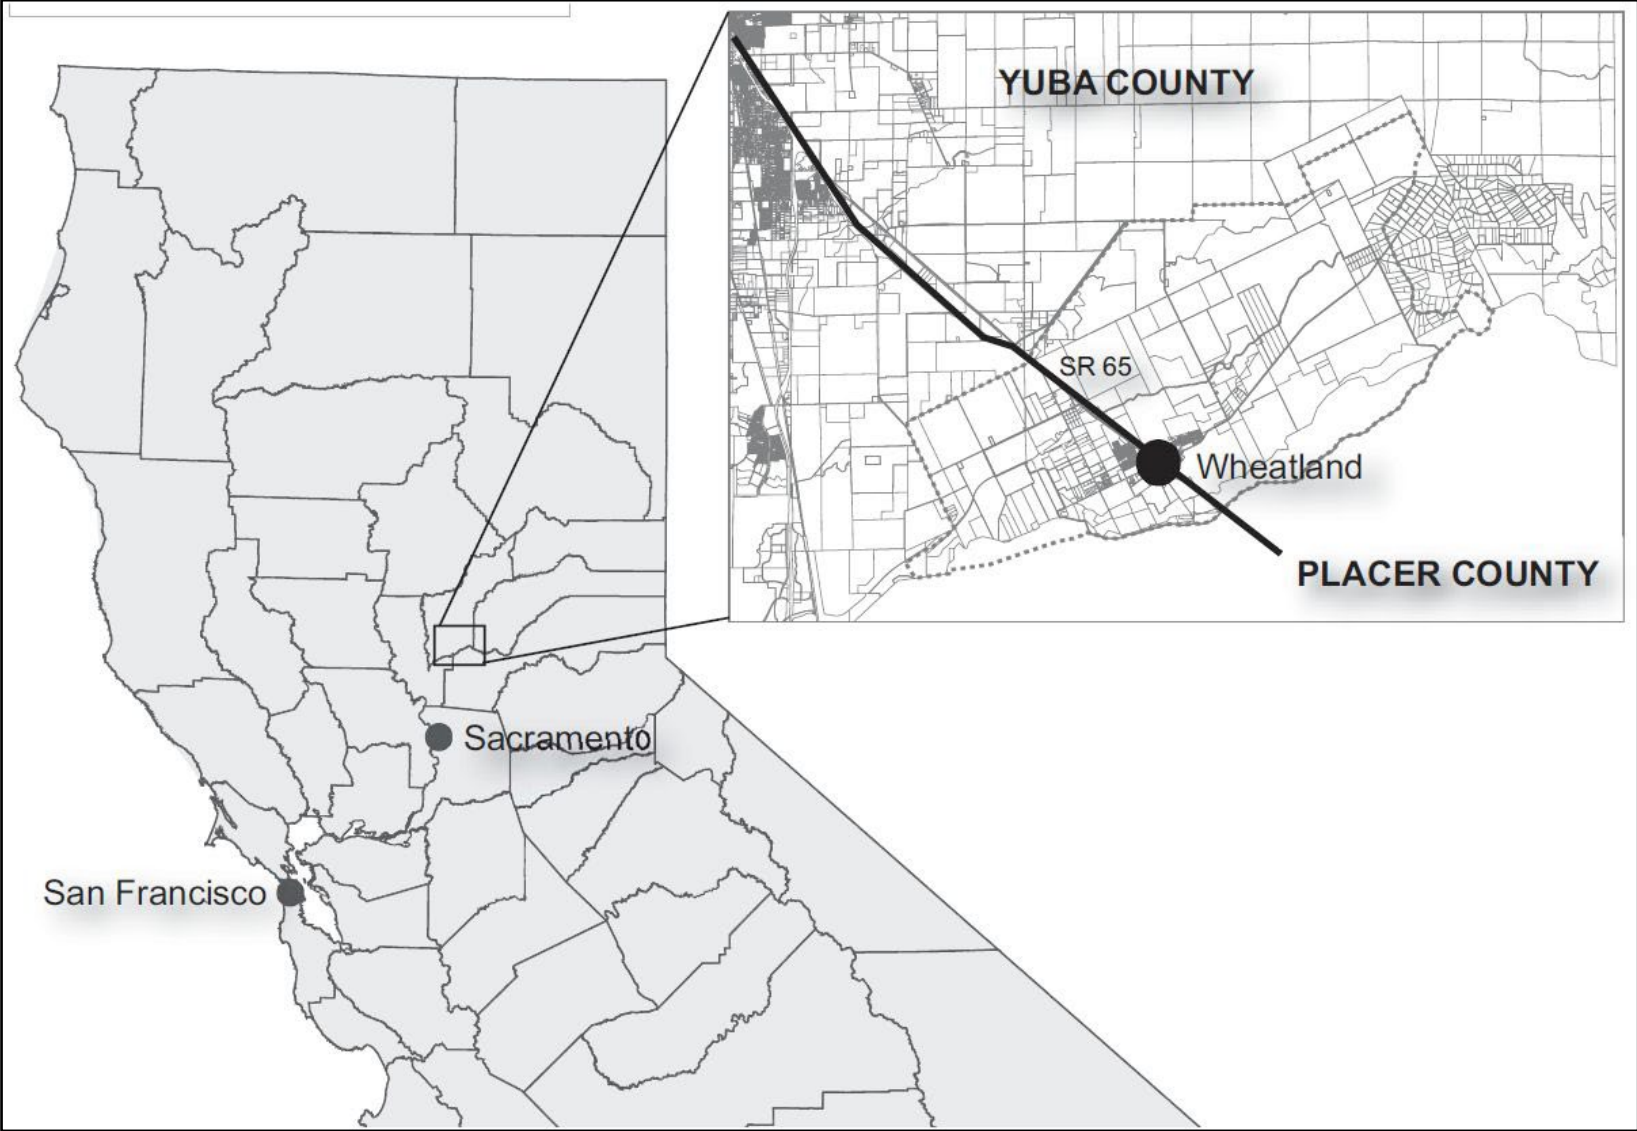 YUBA COUNTY
SR 65
Wheatland
PLACER COUNTY
Sacramento
San Francisco